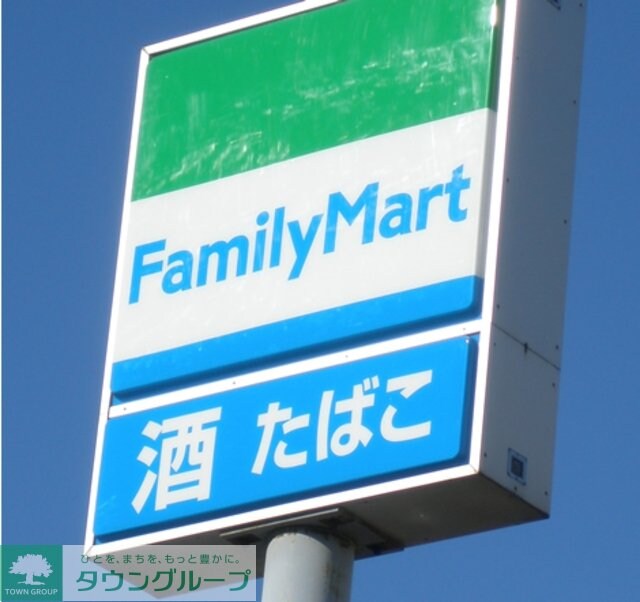 FamilyMart
酒 たばこ
ひとを、まちを、もっと豊かに。
タウングループ
TOWN GROUP